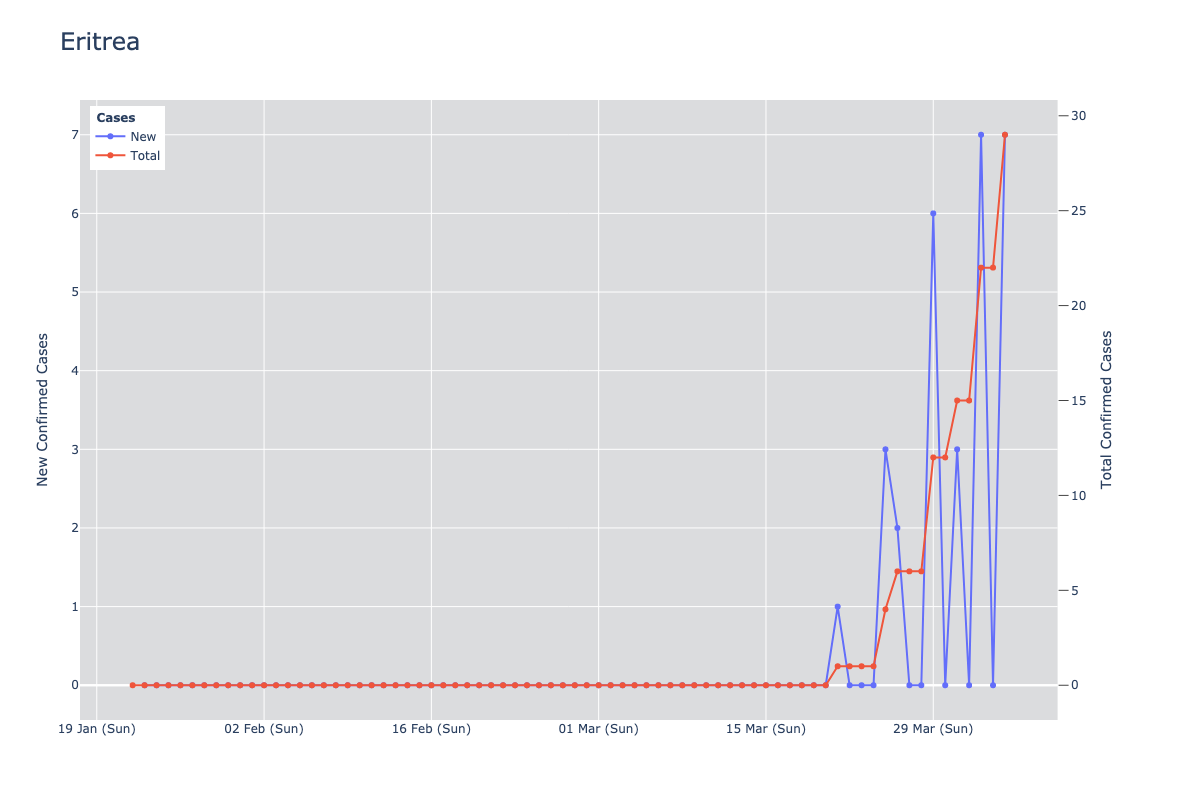 Eritrea
Cases
New
Total
7
6
5
4
3
2
1
0
New Confirmed Cases
30
25
20
15
10
5
0
Total Confirmed Cases
19 Jan (Sun)
02 Feb (Sun)
16 Feb (Sun)
01 Mar (Sun)
15 Mar (Sun)
29 Mar (Sun)